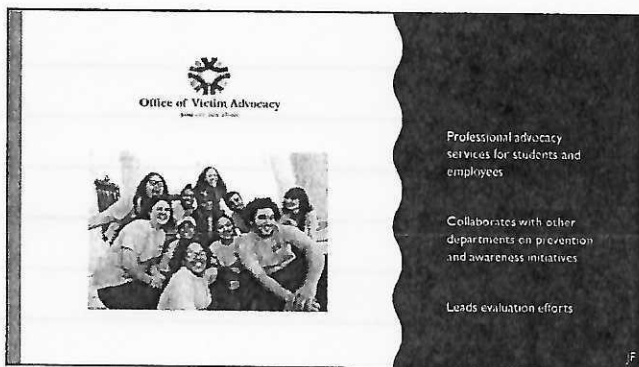 Office of Victim Advocacy
Professional advocacy
services for students and
employees
Collaborates with other
departments on prevention
and awareness initiatives
Leads evaluation efforts
JF